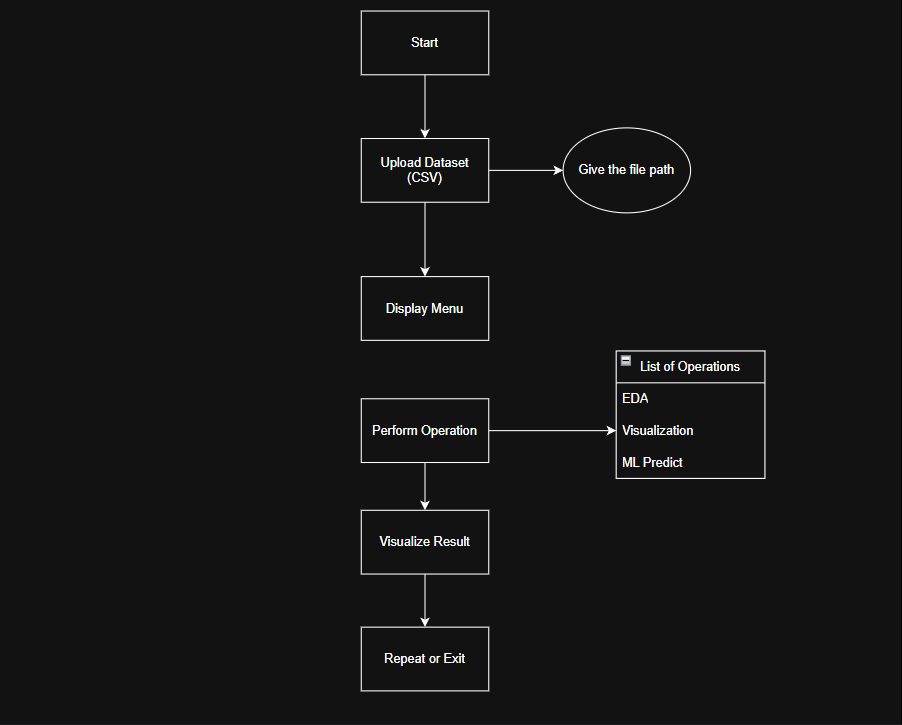 Start
Upload Dataset
(CSV)
Give the file path
Display Menu
List of Operations
EDA
Perform Operation
Visualization
ML Predict
Visualize Result
Repeat or Exit